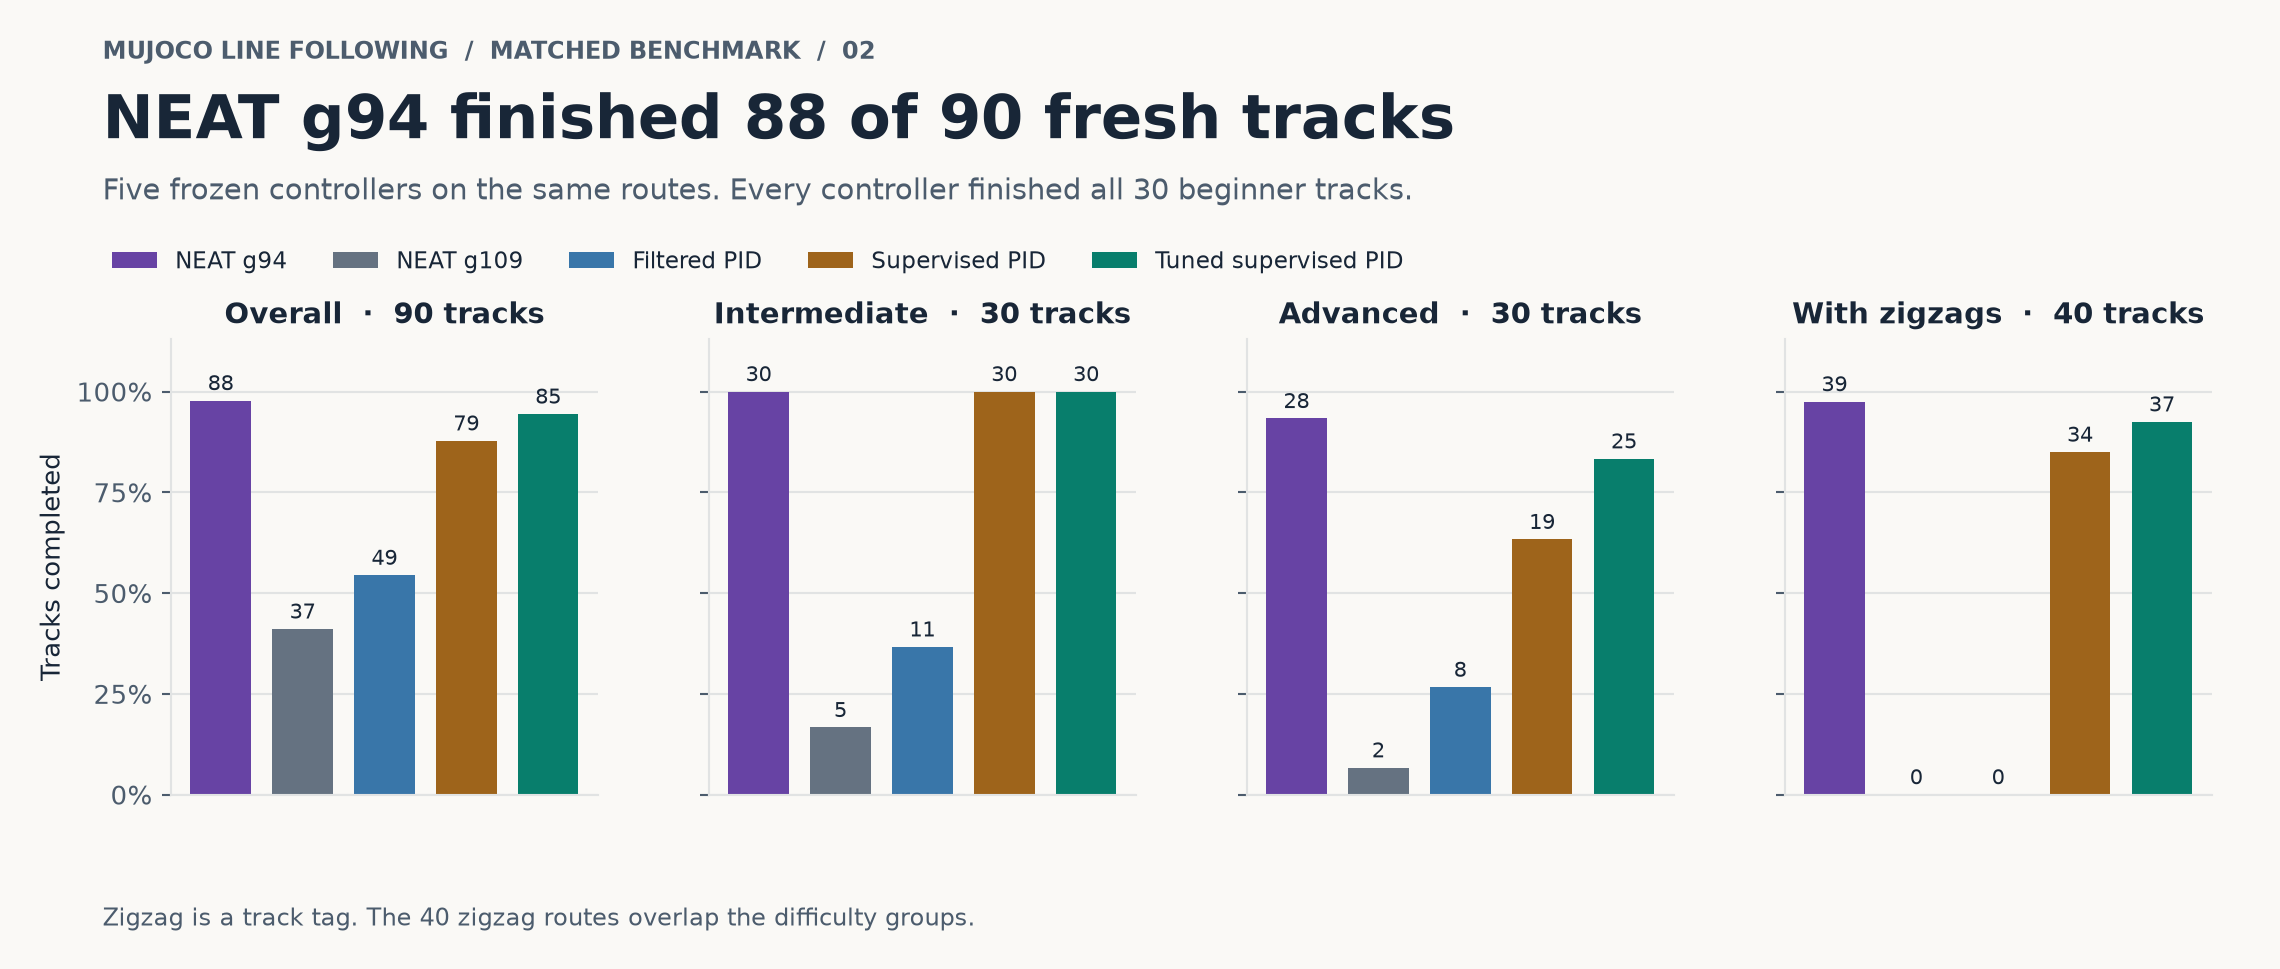 MUJOCO LINE FOLLOWING / MATCHED BENCHMARK / 02
NEAT g94 finished 88 of 90 fresh tracks
Five frozen controllers on the same routes. Every controller finished all 30 beginner tracks.
NEAT g94 NEAT g109 Filtered PID Supervised PID Tuned supervised PID
Overall · 90 tracks
Tracks completed
100%
75%
50%
25%
0%
88
37
49
79
85
Intermediate · 30 tracks
30
5
11
30
30
Advanced · 30 tracks
28
2
8
19
25
With zigzags · 40 tracks
39
0
0
34
37
Zigzag is a track tag. The 40 zigzag routes overlap the difficulty groups.